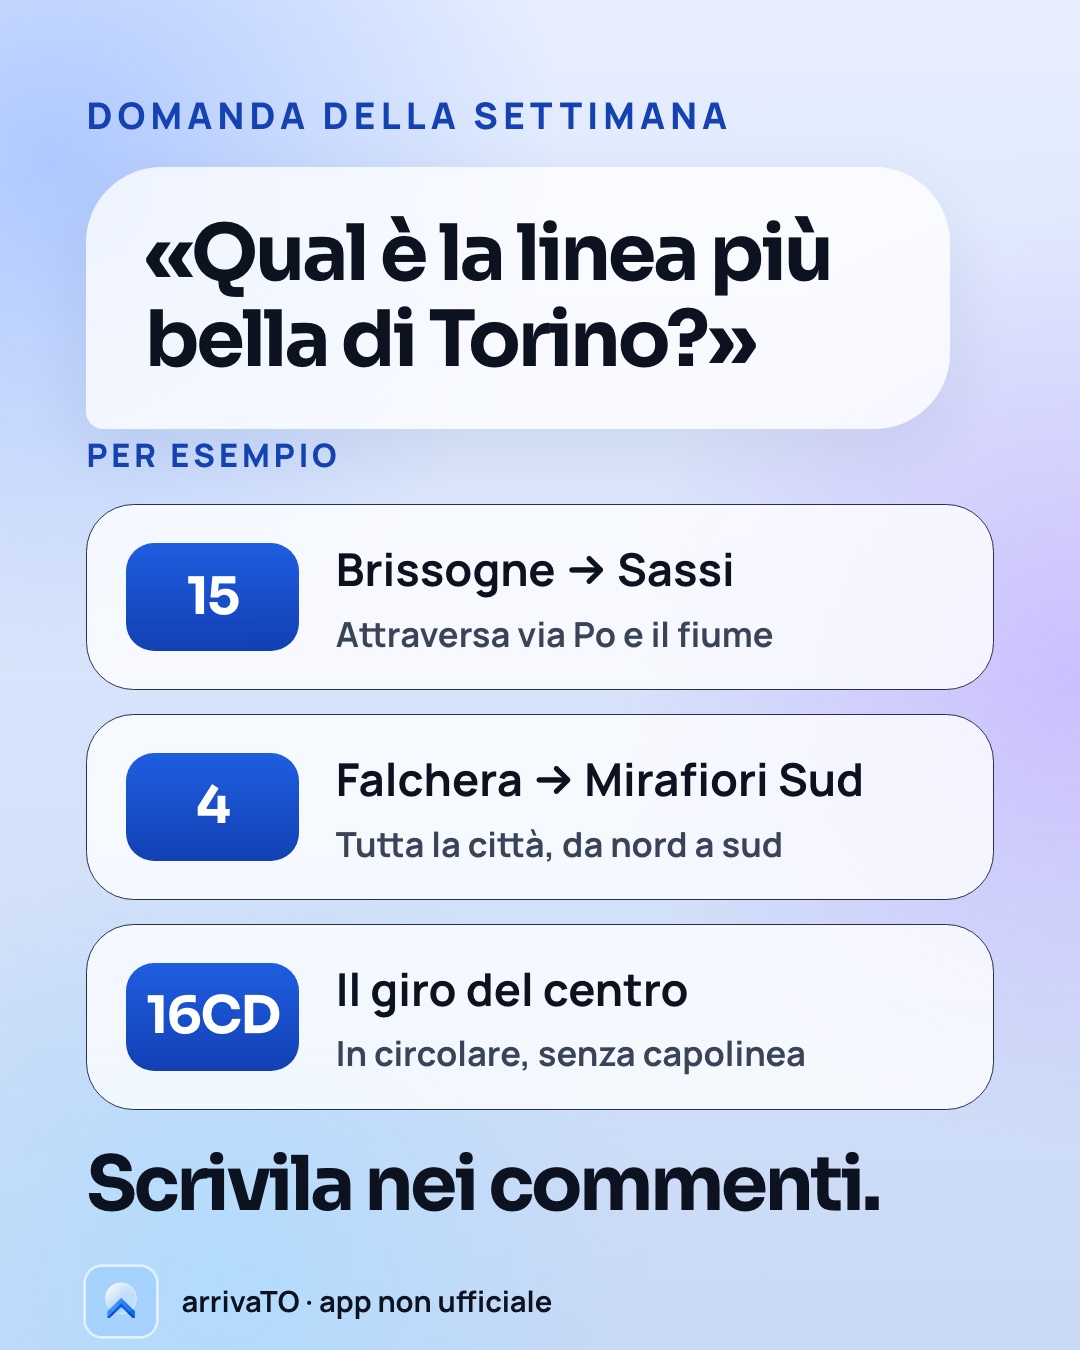 DOMANDA DELLA SETTIMANA
«Qual è la linea più
bella di Torino?»
PER ESEMPIO
15
Brissogne → Sassi
Attraversa via Po e il fiume
4
Falchera → Mirafiori Sud
Tutta la città, da nord a sud
16CD
Il giro del centro
In circolare, senza capolinea
Scrivila nei commenti.
arrivaTO · app non ufficiale